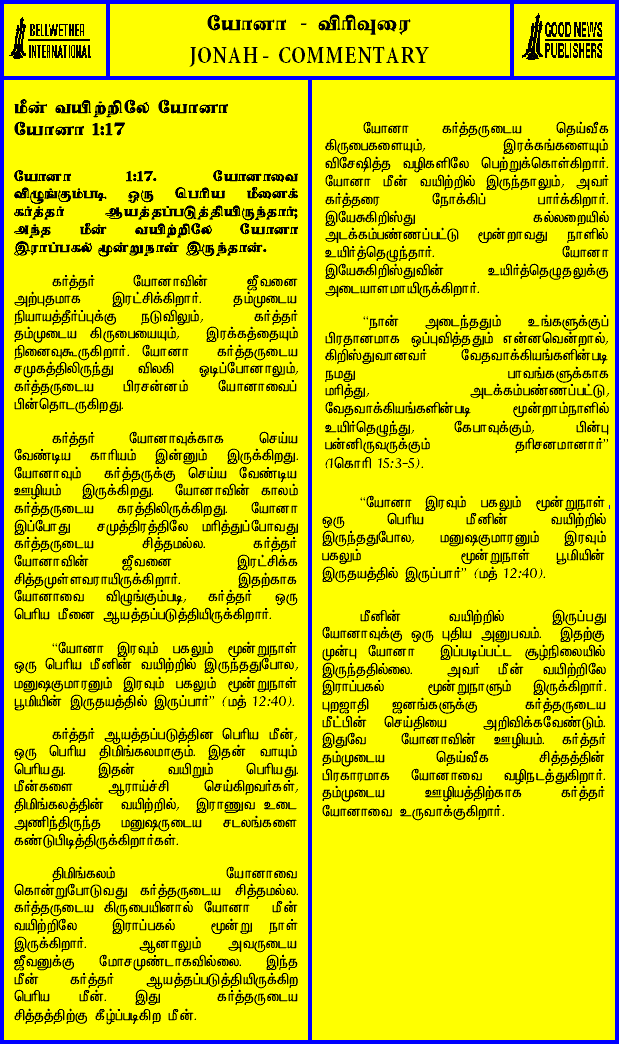 BELLWETHER
INTERNATIONAL
யோனா - விரிவுரை
JONAH - COMMENTARY
GOOD NEWS
PUBLISHERS
மீன் வயிற்றிலே யோனா
யோனா 1:17
யோனா 1:17. யோனாவை
விழுங்கும்படி ஒரு பெரிய மீனைக்
கர்த்தர் ஆயத்தப்படுத்தியிருந்தார்;
அந்த மீன் வயிற்றிலே யோனா
இராப்பகல் மூன்றுநாள் இருந்தான்.
கர்த்தர் யோனாவின் ஜீவனை
அற்புதமாக இரட்சிக்கிறார். தம்முடைய
நியாயத்தீர்ப்புக்கு நடுவிலும், கர்த்தர்
தம்முடைய கிருபையையும், இரக்கத்தையும்
நினைவுகூருகிறார். யோனா கர்த்தருடைய
சமுகத்திலிருந்து விலகி ஓடிப்போனாலும்,
கர்த்தருடைய பிரசன்னம் யோனாவைப்
பின்தொடருகிறது.
கர்த்தர் யோனாவுக்காக செய்ய
வேண்டிய காரியம் இன்னும் இருக்கிறது.
யோனாவும் கர்த்தருக்கு செய்ய வேண்டிய
ஊழியம் இருக்கிறது. யோனாவின் காலம்
கர்த்தருடைய கரத்திலிருக்கிறது. யோனா
இப்போது சமுத்திரத்திலே மரித்துப்போவது
கர்த்தருடைய சித்தமல்ல. கர்த்தர்
யோனாவின் ஜீவனை இரட்சிக்க
சித்தமுள்ளவராயிருக்கிறார். இதற்காக
யோனாவை விழுங்கும்படி, கர்த்தர் ஒரு
பெரிய மீனை ஆயத்தப்படுத்தியிருக்கிறார்.
“யோனா இரவும் பகலும் மூன்றுநாள்
ஒரு பெரிய மீனின் வயிற்றில் இருந்ததுபோல,
மனுஷகுமாரனும் இரவும் பகலும் மூன்றுநாள்
பூமியின் இருதயத்தில் இருப்பார்” (மத் 12:40).
கர்த்தர் ஆயத்தப்படுத்தின பெரிய மீன்,
ஒரு பெரிய திமிங்கலமாகும். இதன் வாயும்
பெரியது. இதன் வயிறும் பெரியது.
மீன்களை ஆராய்ச்சி செய்கிறவர்கள்,
திமிங்கலத்தின் வயிற்றில், இராணுவ உடை
அணிந்திருந்த மனுஷருடைய சடலங்களை
கண்டுபிடித்திருக்கிறார்கள்.
திமிங்கலம் யோனாவை
கொன்றுபோடுவது கர்த்தருடைய சித்தமல்ல.
கர்த்தருடைய கிருபையினால் யோனா மீன்
வயிற்றிலே இராப்பகல் மூன்று நாள்
இருக்கிறார். ஆனாலும் அவருடைய
ஜீவனுக்கு மோசமுண்டாகவில்லை. இந்த
மீன் கர்த்தர் ஆயத்தப்படுத்தியிருக்கிற
பெரிய மீன். இது கர்த்தருடைய
சித்தத்திற்கு கீழ்ப்படிகிற மீன்.
யோனா கர்த்தருடைய தெய்வீக
கிருபைகளையும், இரக்கங்களையும்
விசேஷித்த வழிகளிலே பெற்றுக்கொள்கிறார்.
யோனா மீன் வயிற்றில் இருந்தாலும், அவர்
கர்த்தரை நோக்கிப் பார்க்கிறார்.
இயேசுகிறிஸ்து கல்லறையில்
அடக்கம்பண்ணப்பட்டு மூன்றாவது நாளில்
உயிர்த்தெழுந்தார். யோனா
இயேசுகிறிஸ்துவின் உயிர்த்தெழுதலுக்கு
அடையாளமாயிருக்கிறார்.
“நான் அடைந்ததும் உங்களுக்குப்
பிரதானமாக ஒப்புவித்ததும் என்னவென்றால்,
கிறிஸ்துவானவர் வேதவாக்கியங்களின்படி
நமது பாவங்களுக்காக
மரித்து, அடக்கம்பண்ணப்பட்டு,
வேதவாக்கியங்களின்படி மூன்றாம்நாளில்
உயிர்தெழுந்து, கேபாவுக்கும், பின்பு
பன்னிருவருக்கும் தரிசனமானார்”
(1கொரி 15:3-5).
“யோனா இரவும் பகலும் மூன்றுநாள்,
ஒரு பெரிய மீனின் வயிற்றில்
இருந்ததுபோல, மனுஷகுமாரனும் இரவும்
பகலும் மூன்றுநாள் பூமியின்
இருதயத்தில் இருப்பார்” (மத் 12:40).
மீனின் வயிற்றில் இருப்பது
யோனாவுக்கு ஒரு புதிய அனுபவம். இதற்கு
முன்பு யோனா இப்படிப்பட்ட சூழ்நிலையில்
இருந்ததில்லை. அவர் மீன் வயிற்றிலே
இராப்பகல் மூன்றுநாளும் இருக்கிறார்.
புறஜாதி ஜனங்களுக்கு கர்த்தருடைய
மீட்பின் செய்தியை அறிவிக்கவேண்டும்.
இதுவே யோனாவின் ஊழியம். கர்த்தர்
தம்முடைய தெய்வீக சித்தத்தின்
பிரகாரமாக யோனாவை வழிநடத்துகிறார்.
தம்முடைய ஊழியத்திற்காக கர்த்தர்
யோனாவை உருவாக்குகிறார்.